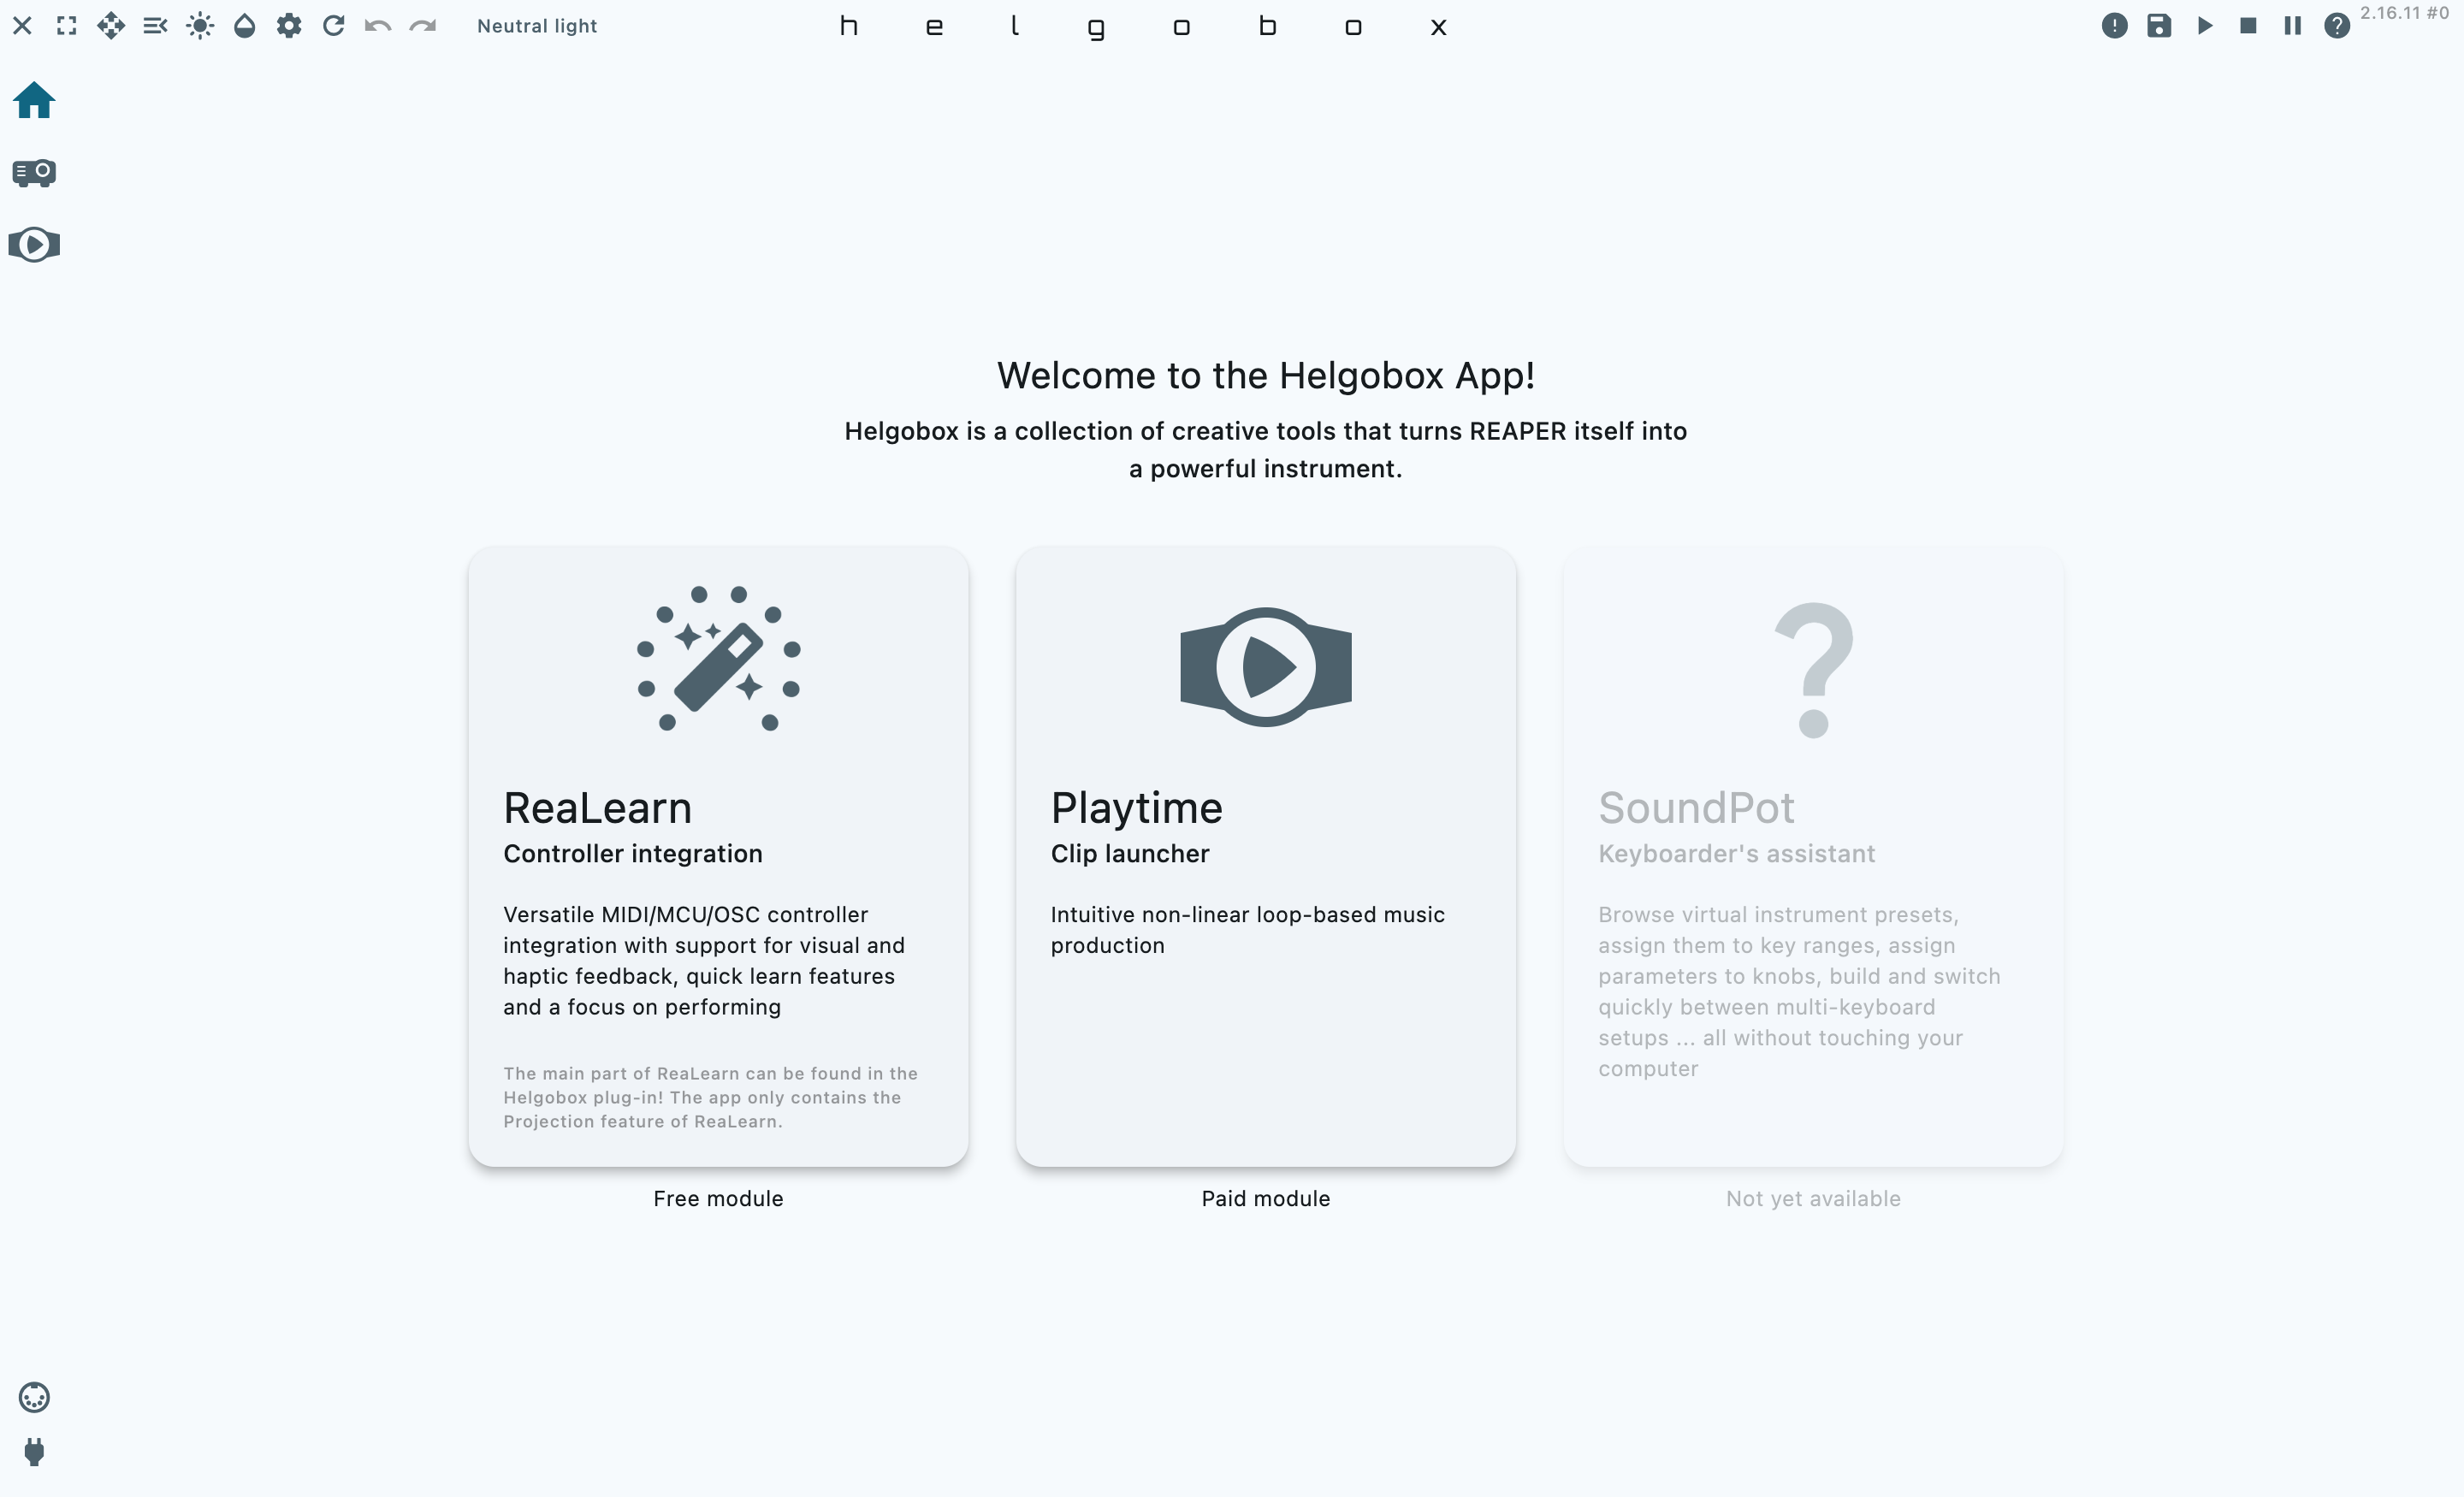 Neutral light
h e l g o b o x
2.16.11 #0
Welcome to the Helgobox App!
Helgobox is a collection of creative tools that turns REAPER itself into
a powerful instrument.
ReaLearn
Controller integration
Versatile MIDI/MCU/OSC controller
integration with support for visual and
haptic feedback, quick learn features
and a focus on performing
The main part of ReaLearn can be found in the
Helgobox plug-in! The app only contains the
Projection feature of ReaLearn.
Free module
Playtime
Clip launcher
Intuitive non-linear loop-based music
production
Paid module
SoundPot
Keyboarder's assistant
Browse virtual instrument presets,
assign them to key ranges, assign
parameters to knobs, build and switch
quickly between multi-keyboard
setups ... all without touching your
computer
Not yet available